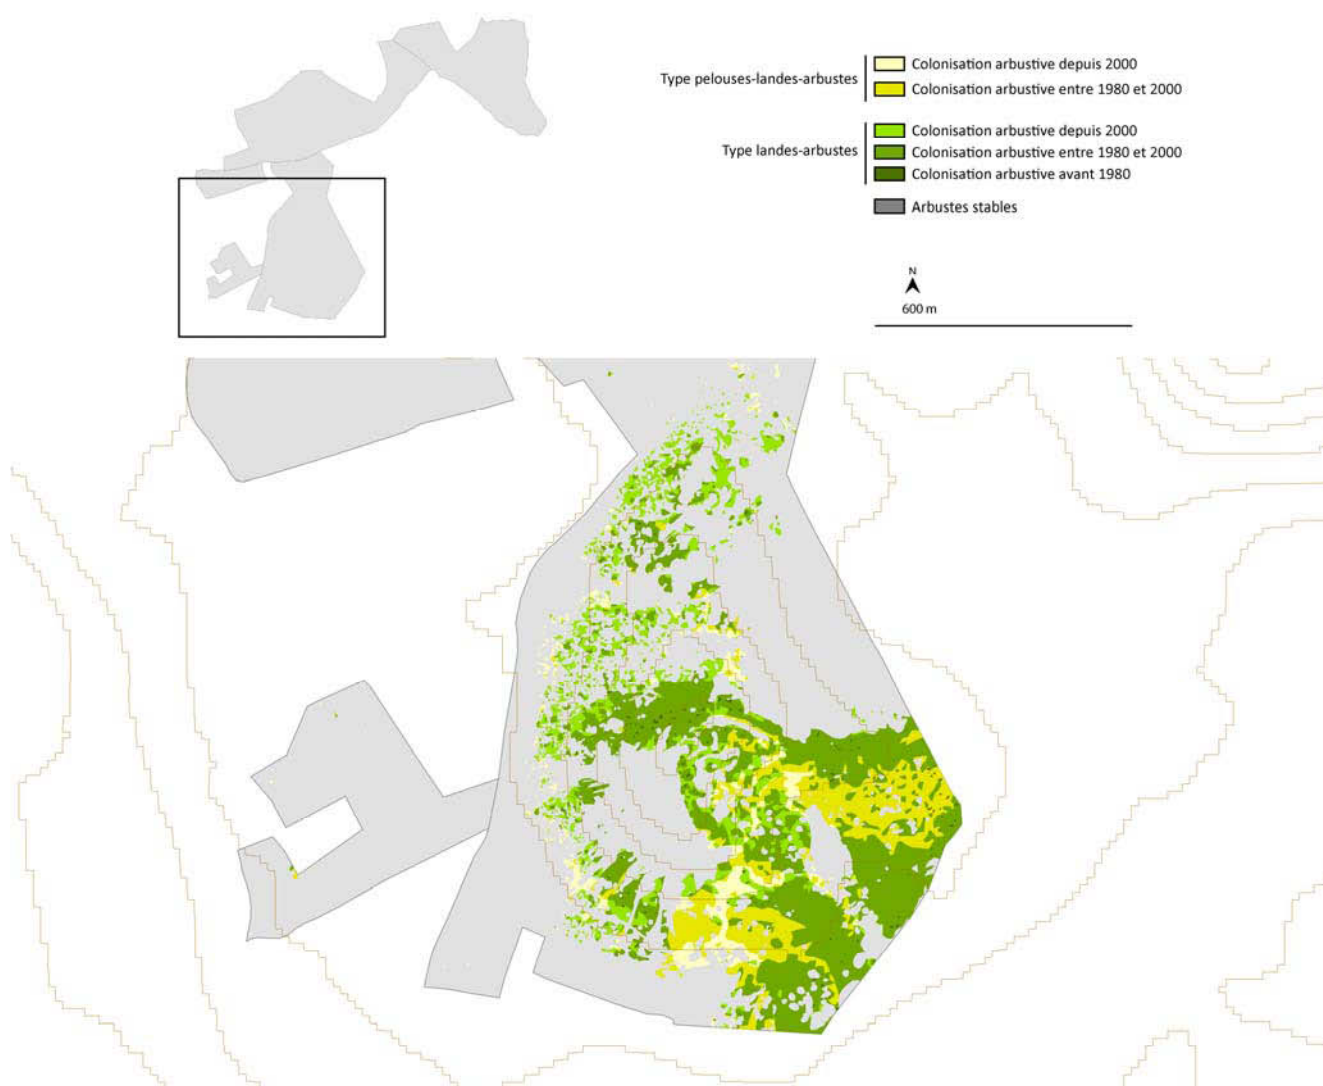 Type pelouses-landes-arbustes
Colonisation arbustive depuis 2000
Colonisation arbustive entre 1980 et 2000
Type landes-arbustes
Colonisation arbustive depuis 2000
Colonisation arbustive entre 1980 et 2000
Colonisation arbustive avant 1980
Arbustes stables
N
600 m